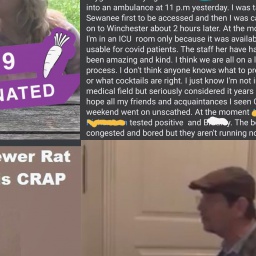 9
NATED
into an ambulance at 11 p.m yesterday. I was t
Sewanee first to be accessed and then I was ca
on to Winchester about 2 hours later. At the mo
I'm in an ICU room only because it was availabl
usable for covid patients. The staff her have ha
been amazing and kind. I think we are all on a l
process. I don't think anyone knows what to pr
or what cocktails are right. I just know I'm not i
medical field but seriously considered it years
hope all my friends and acquaintances i seen
weekend went on unscathed. At the moment
tested positive and
The b
congested and bored but they aren't running no
ewer Rat
s CRAP